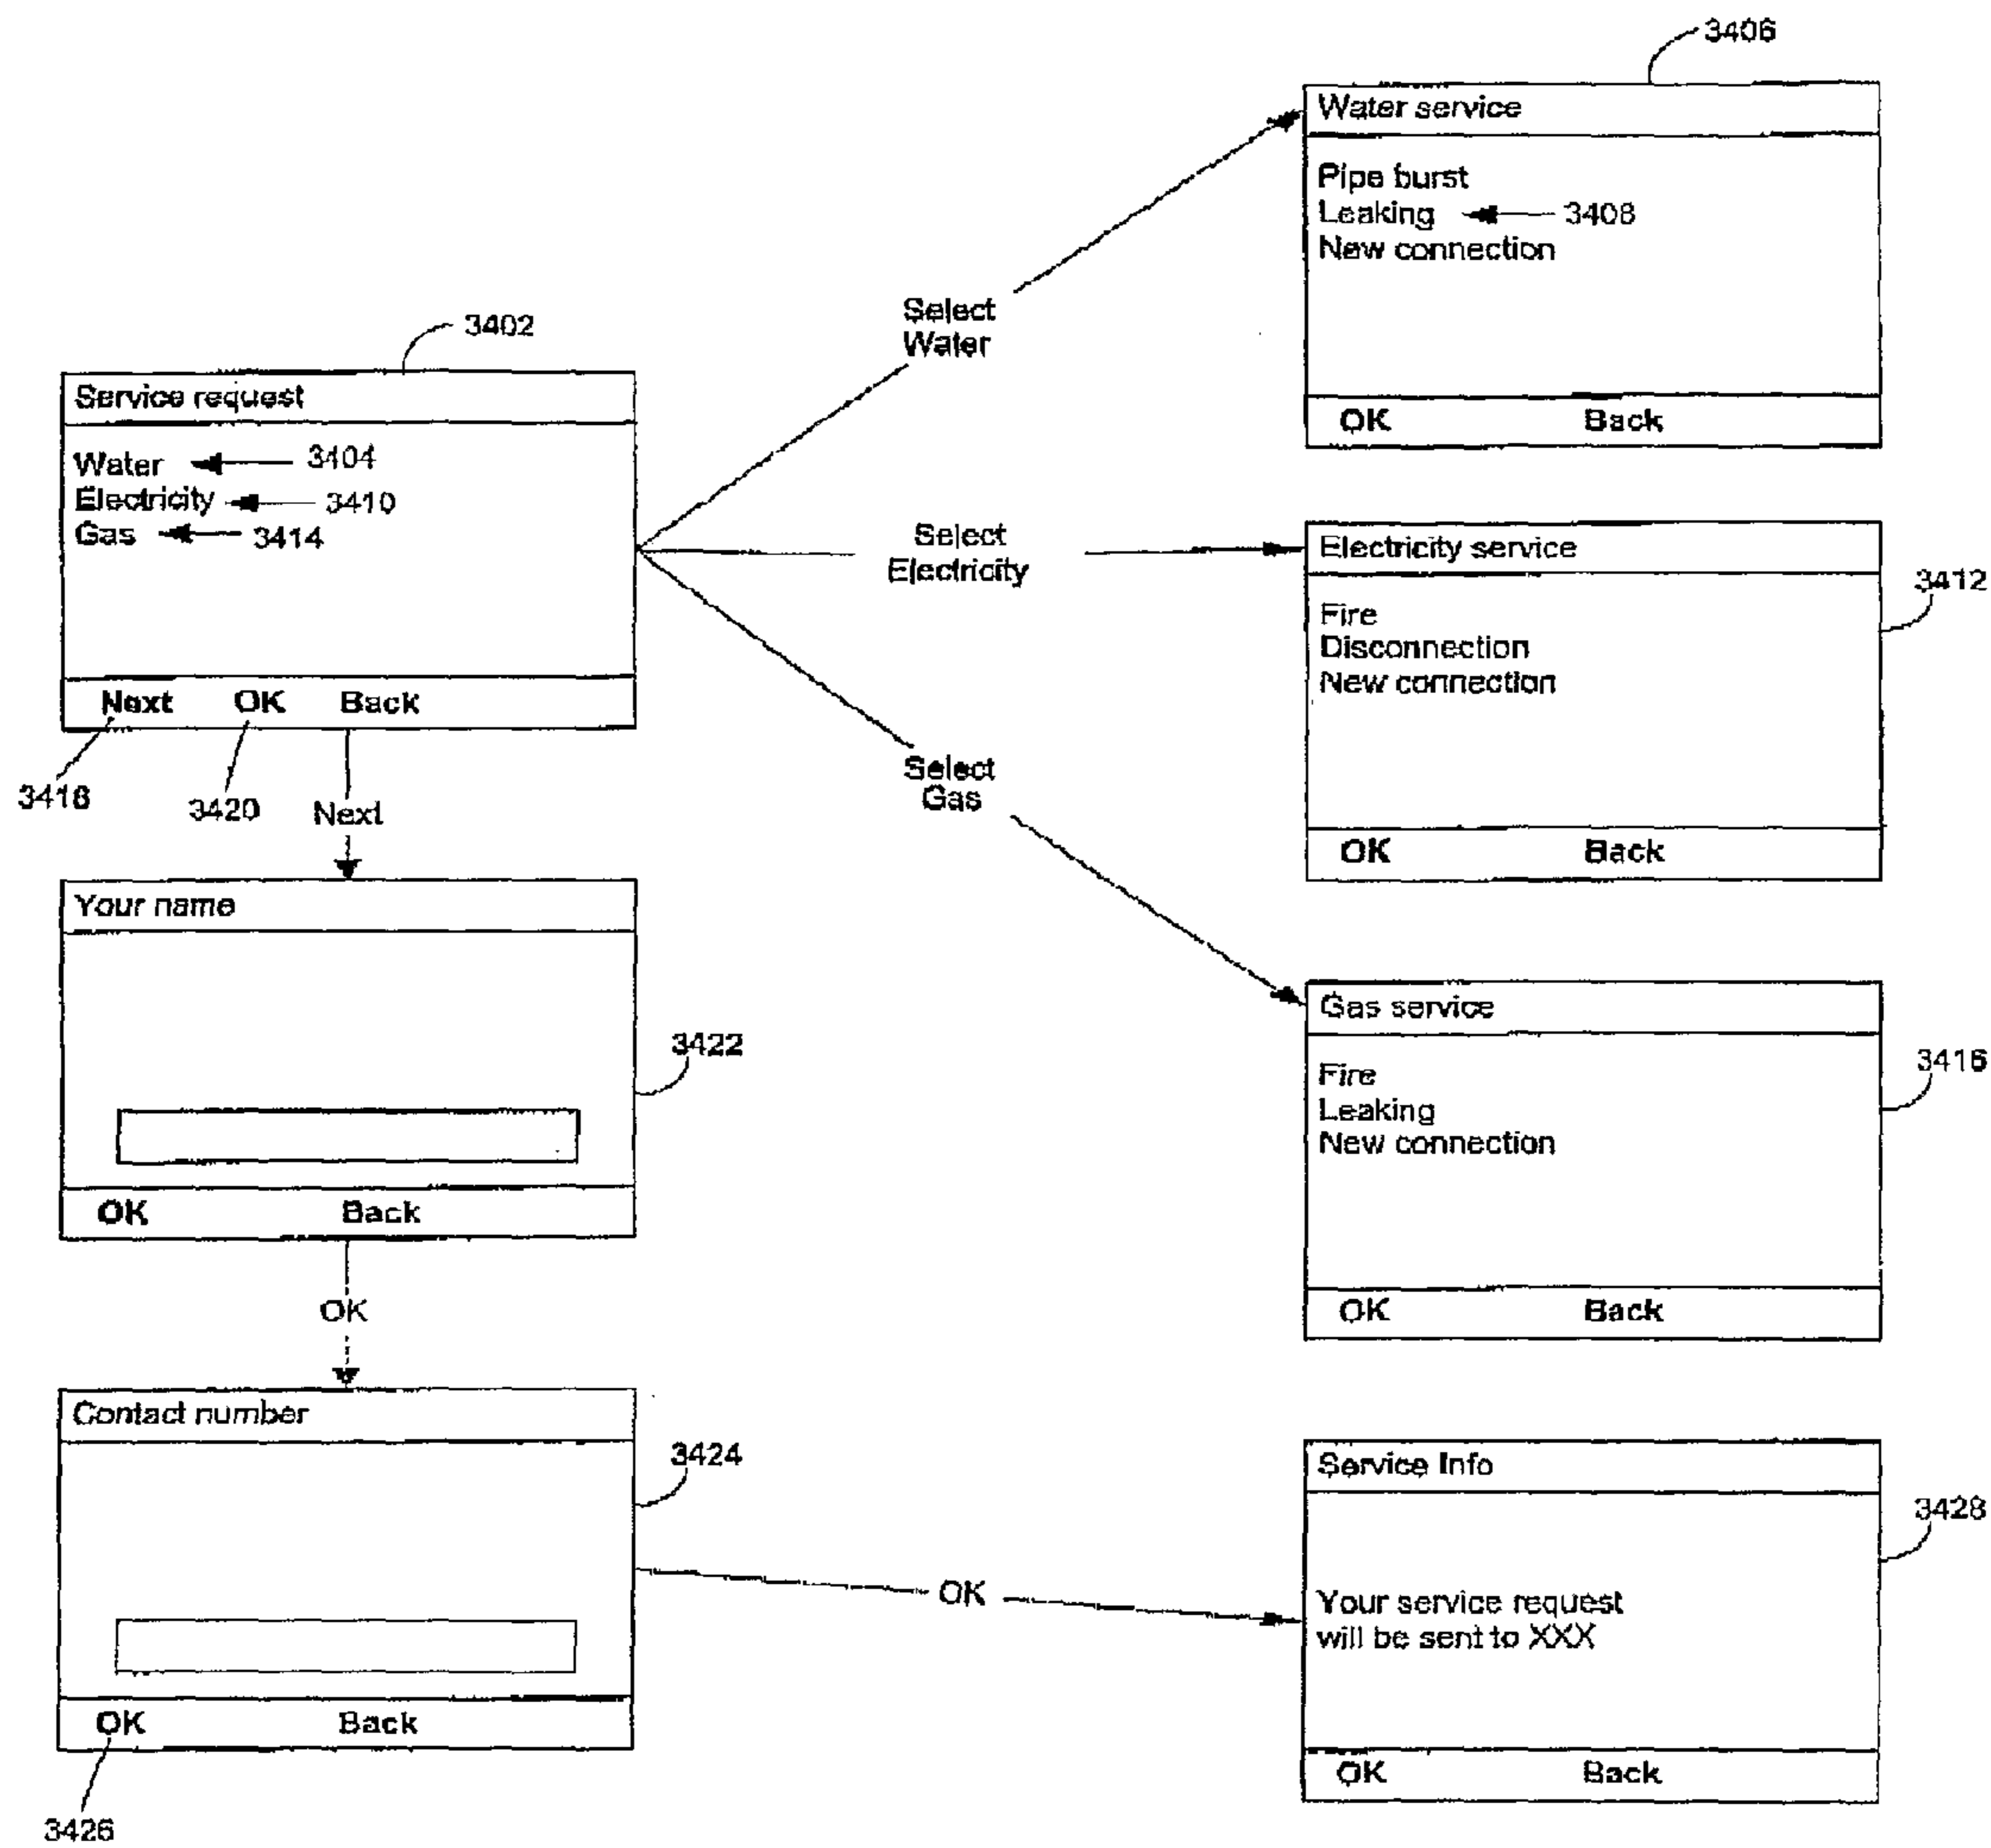 3406
Water service
Pipe burst
Leaking 3408
New connection
OK Back
Select
Water
3402
Service request
Water 3404
Electricity 3410
Gas 3414
Next OK Back
3418
3420
Next
Select
Electricity
Electricity service
3412
Fire
Disconnection
New connection
OK Back
Select
Gas
Your name
3422
OK Back
Gas service
3416
Fire
Leaking
New connection
OK Back
OK
Contact number
3424
OK Back
3426
OK
Service Info
3428
Your service request
will be sent to XXX
OK Back